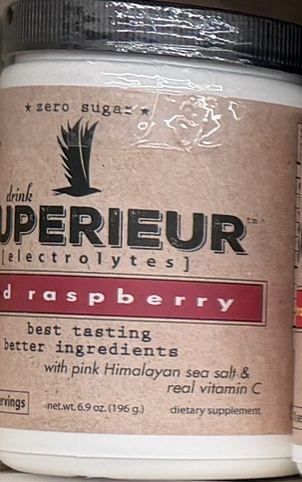 ★ zero sugar ★
drink
UPERIEUR™
[electrolytes]
d raspberry
best tasting
better ingredients
with pink Himalayan sea salt &
real vitamin C
ervings
net.wt. 6.9 oz. (196 g.)
dietary supplement